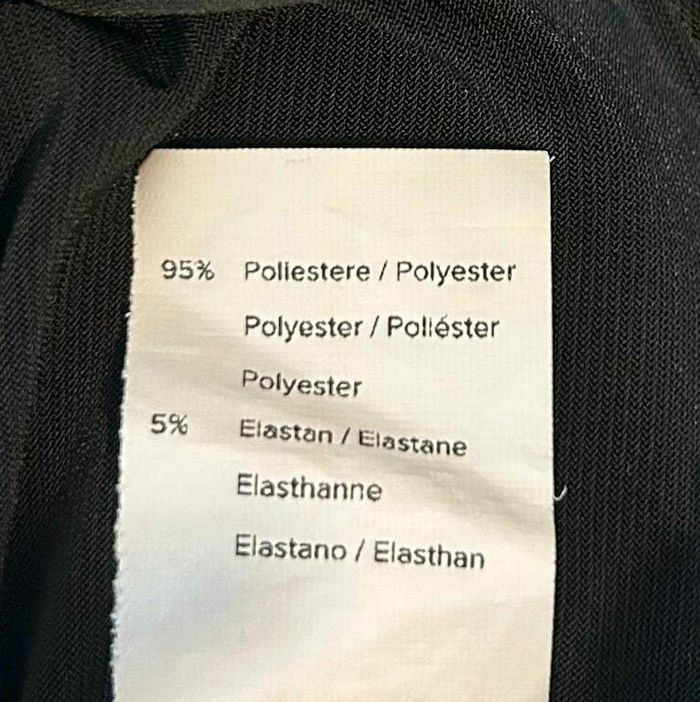 95% Poliestere / Polyester
Polyester / Poliéster
Polyester
5% Elastan / Elastane
Elasthanne
Elastano / Elasthan